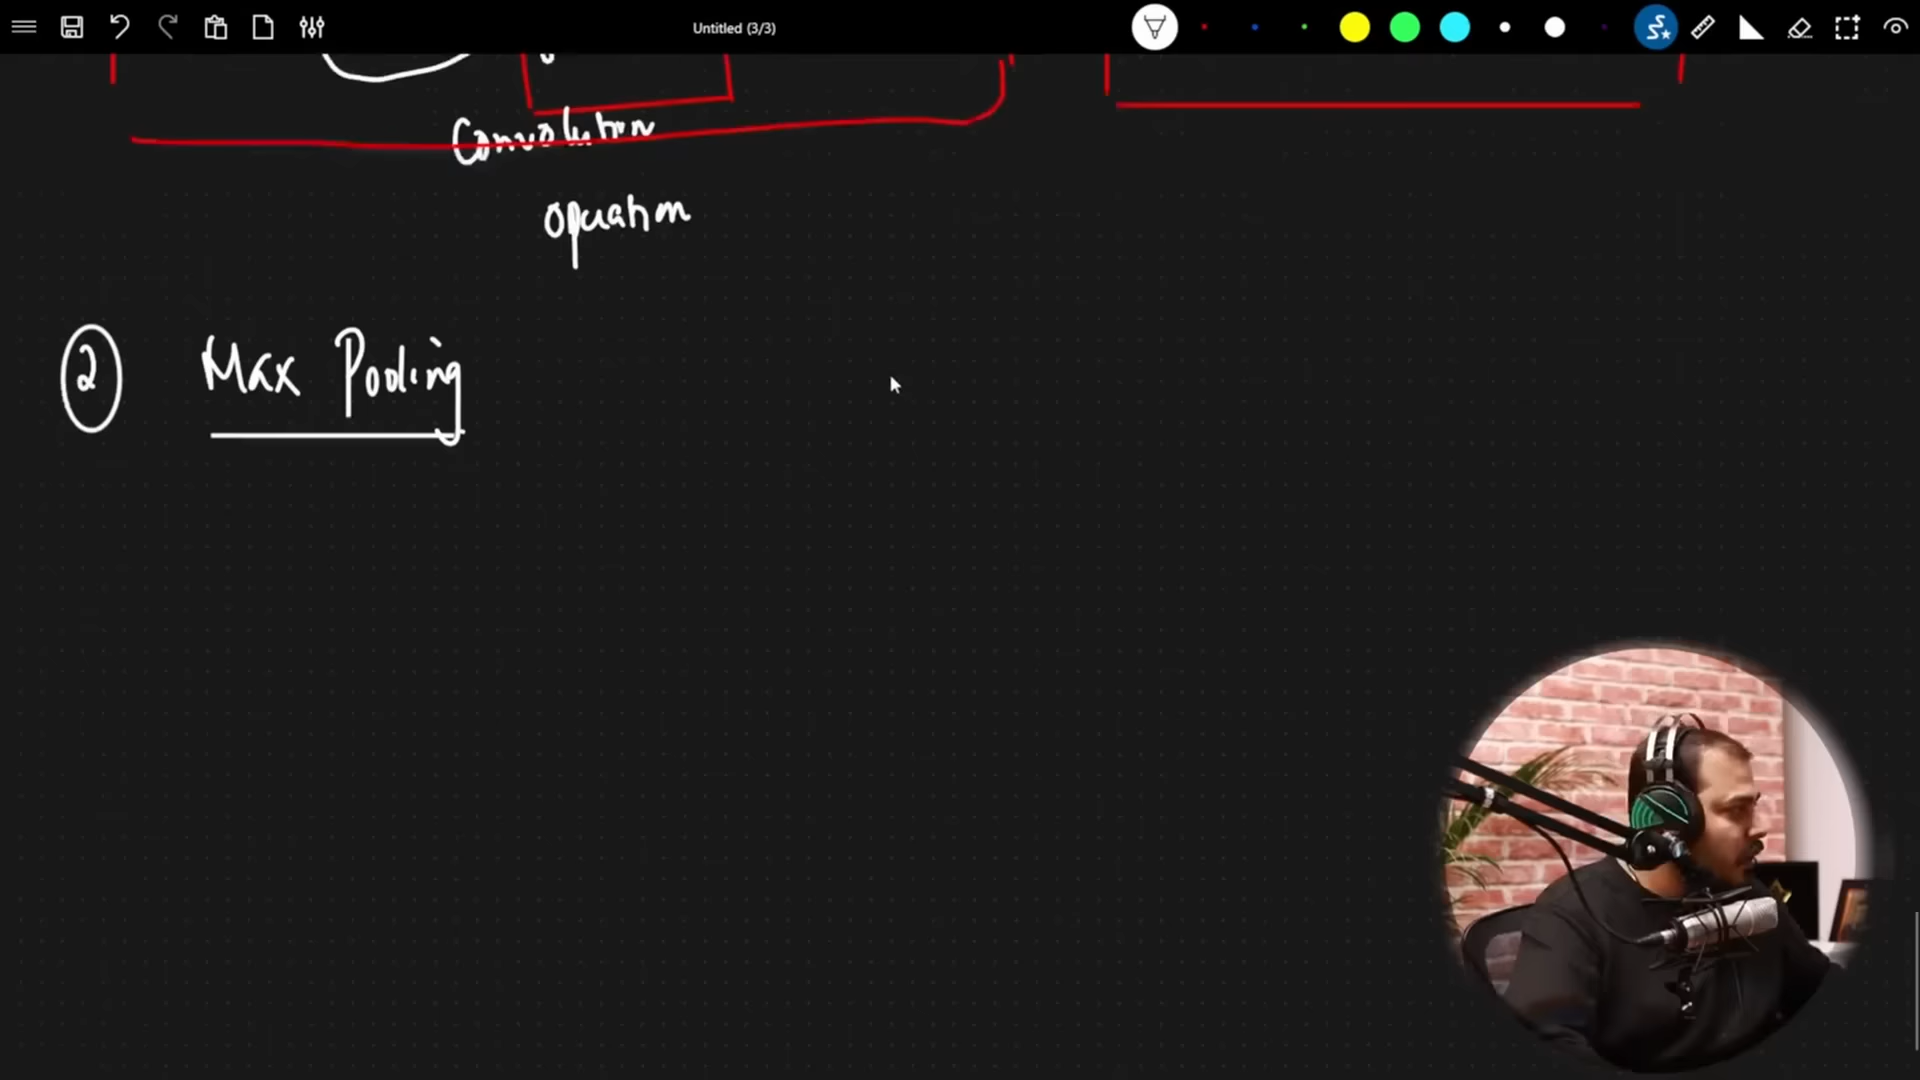 Untitled (3/3)
Convolution
operation
2 Max Pooling